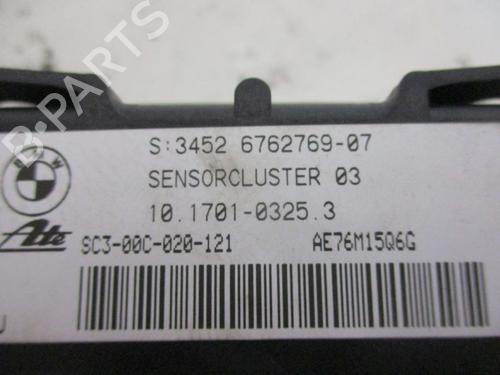 S:3452 6762769-07
SENSORCLUSTER 03
10.1701-0325.3
Ate SC3-00C-020-121 AE76M15Q6G
B-PARTS